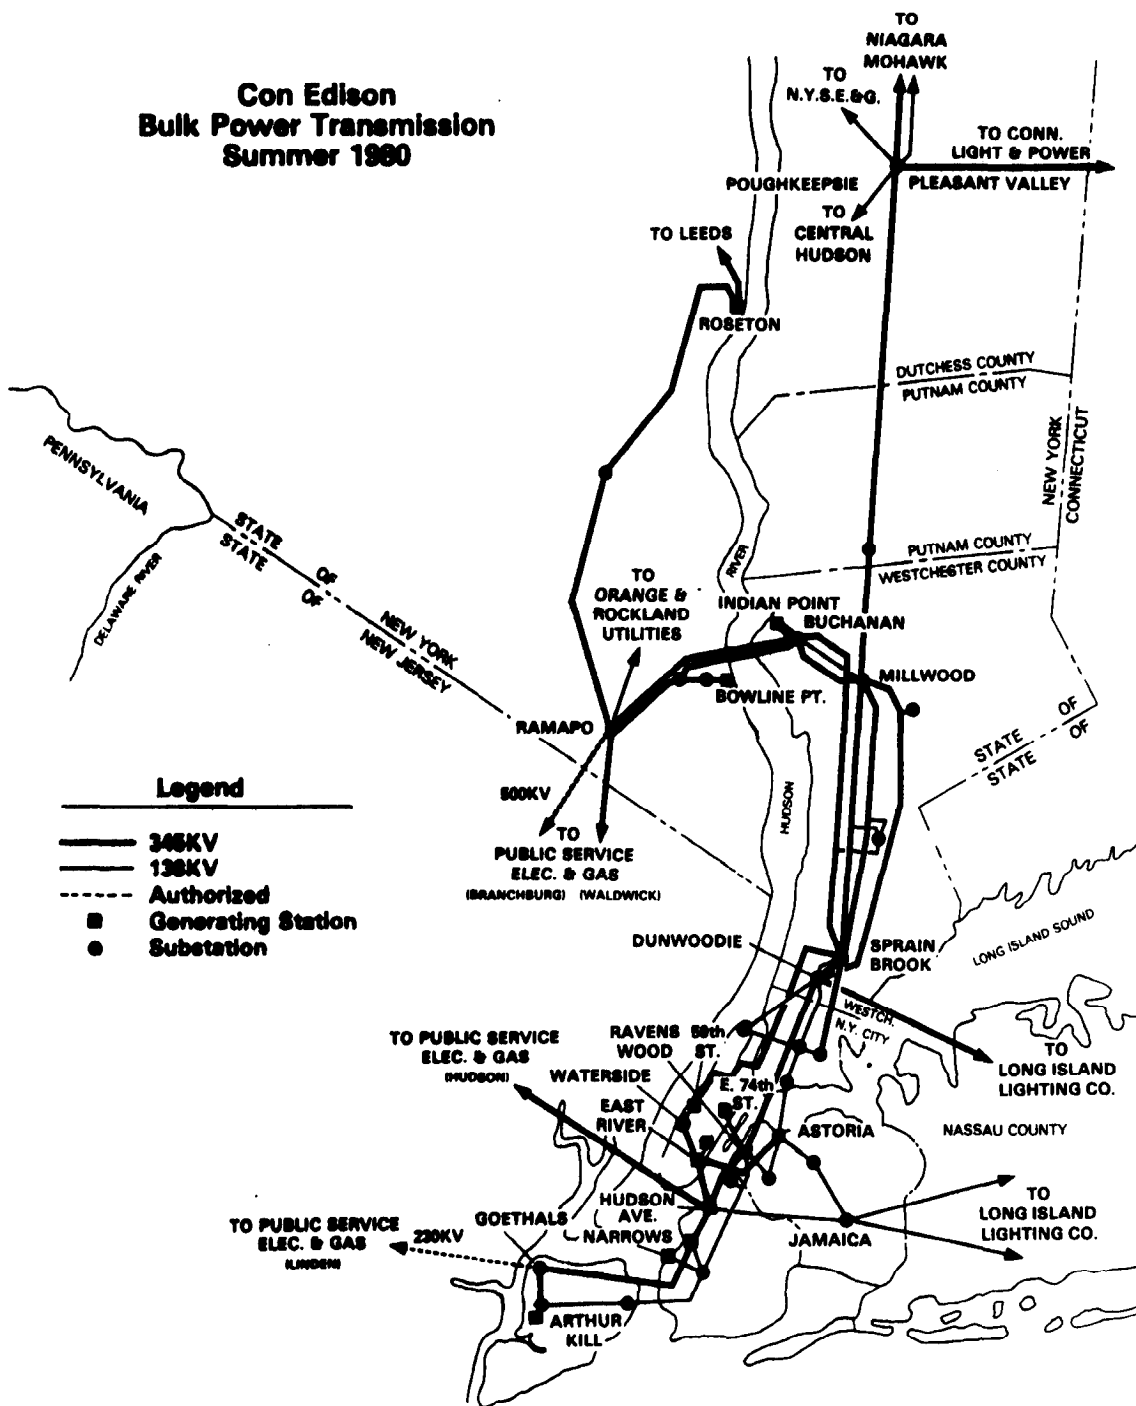 Con Edison
Bulk Power Transmission
Summer 1980
TO
NIAGARA
MOHAWK
TO
N.Y.S.E.&G.
TO CONN.
LIGHT & POWER
POUGHKEEPSIE
PLEASANT VALLEY
TO
CENTRAL
HUDSON
TO LEEDS
ROSETON
DUTCHESS COUNTY
PUTNAM COUNTY
NEW YORK
CONNECTICUT
PENNSYLVANIA
DELAWARE RIVER
STATE OF NEW YORK
STATE OF NEW JERSEY
RIVER
PUTNAM COUNTY
WESTCHESTER COUNTY
TO
ORANGE &
ROCKLAND
UTILITIES
INDIAN POINT
BUCHANAN
MILLWOOD
BOWLINE PT.
RAMAPO
STATE OF
STATE OF
500KV
HUDSON
TO
PUBLIC SERVICE
ELEC. & GAS
(BRANCHBURG) (WALDWICK)
Legend
345KV
138KV
Authorized
Generating Station
Substation
DUNWOODIE
SPRAIN
BROOK
LONG ISLAND SOUND
WESTCH.
N.Y. CITY
TO PUBLIC SERVICE
ELEC. & GAS
(HUDSON)
RAVENS
WOOD
59th
ST.
TO
LONG ISLAND
LIGHTING CO.
WATERSIDE
E. 74th
ST.
EAST
RIVER
ASTORIA
NASSAU COUNTY
HUDSON
AVE.
GOETHALS
NARROWS
JAMAICA
TO
LONG ISLAND
LIGHTING CO.
TO PUBLIC SERVICE
ELEC. & GAS
(LINDEN)
230KV
ARTHUR
KILL